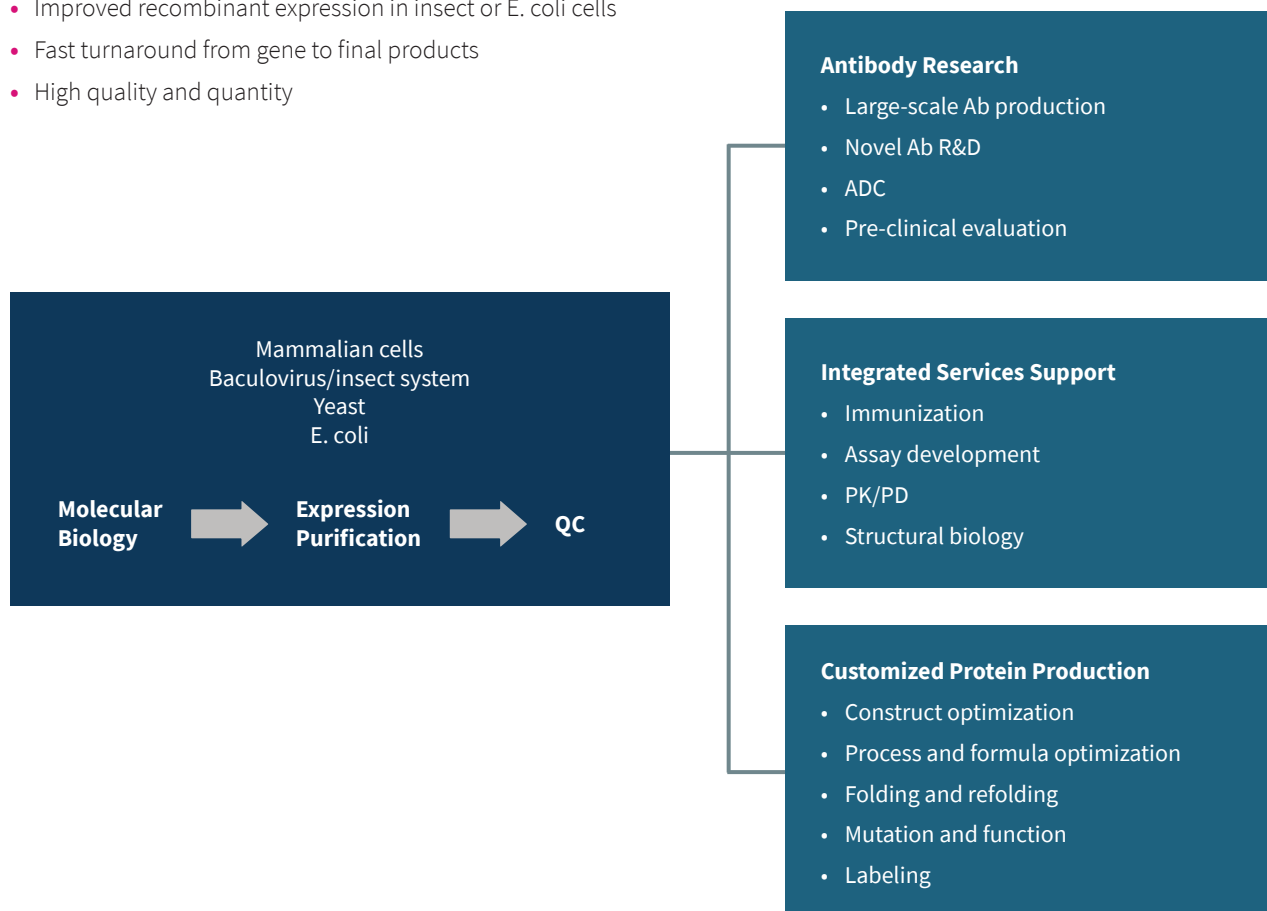 • Improved recombinant expression in insect or E. coli cells
• Fast turnaround from gene to final products
• High quality and quantity
Mammalian cells
Baculovirus/insect system
Yeast
E. coli
Molecular
Biology
Expression
Purification
QC
Antibody Research
• Large-scale Ab production
• Novel Ab R&D
• ADC
• Pre-clinical evaluation
Integrated Services Support
• Immunization
• Assay development
• PK/PD
• Structural biology
Customized Protein Production
• Construct optimization
• Process and formula optimization
• Folding and refolding
• Mutation and function
• Labeling